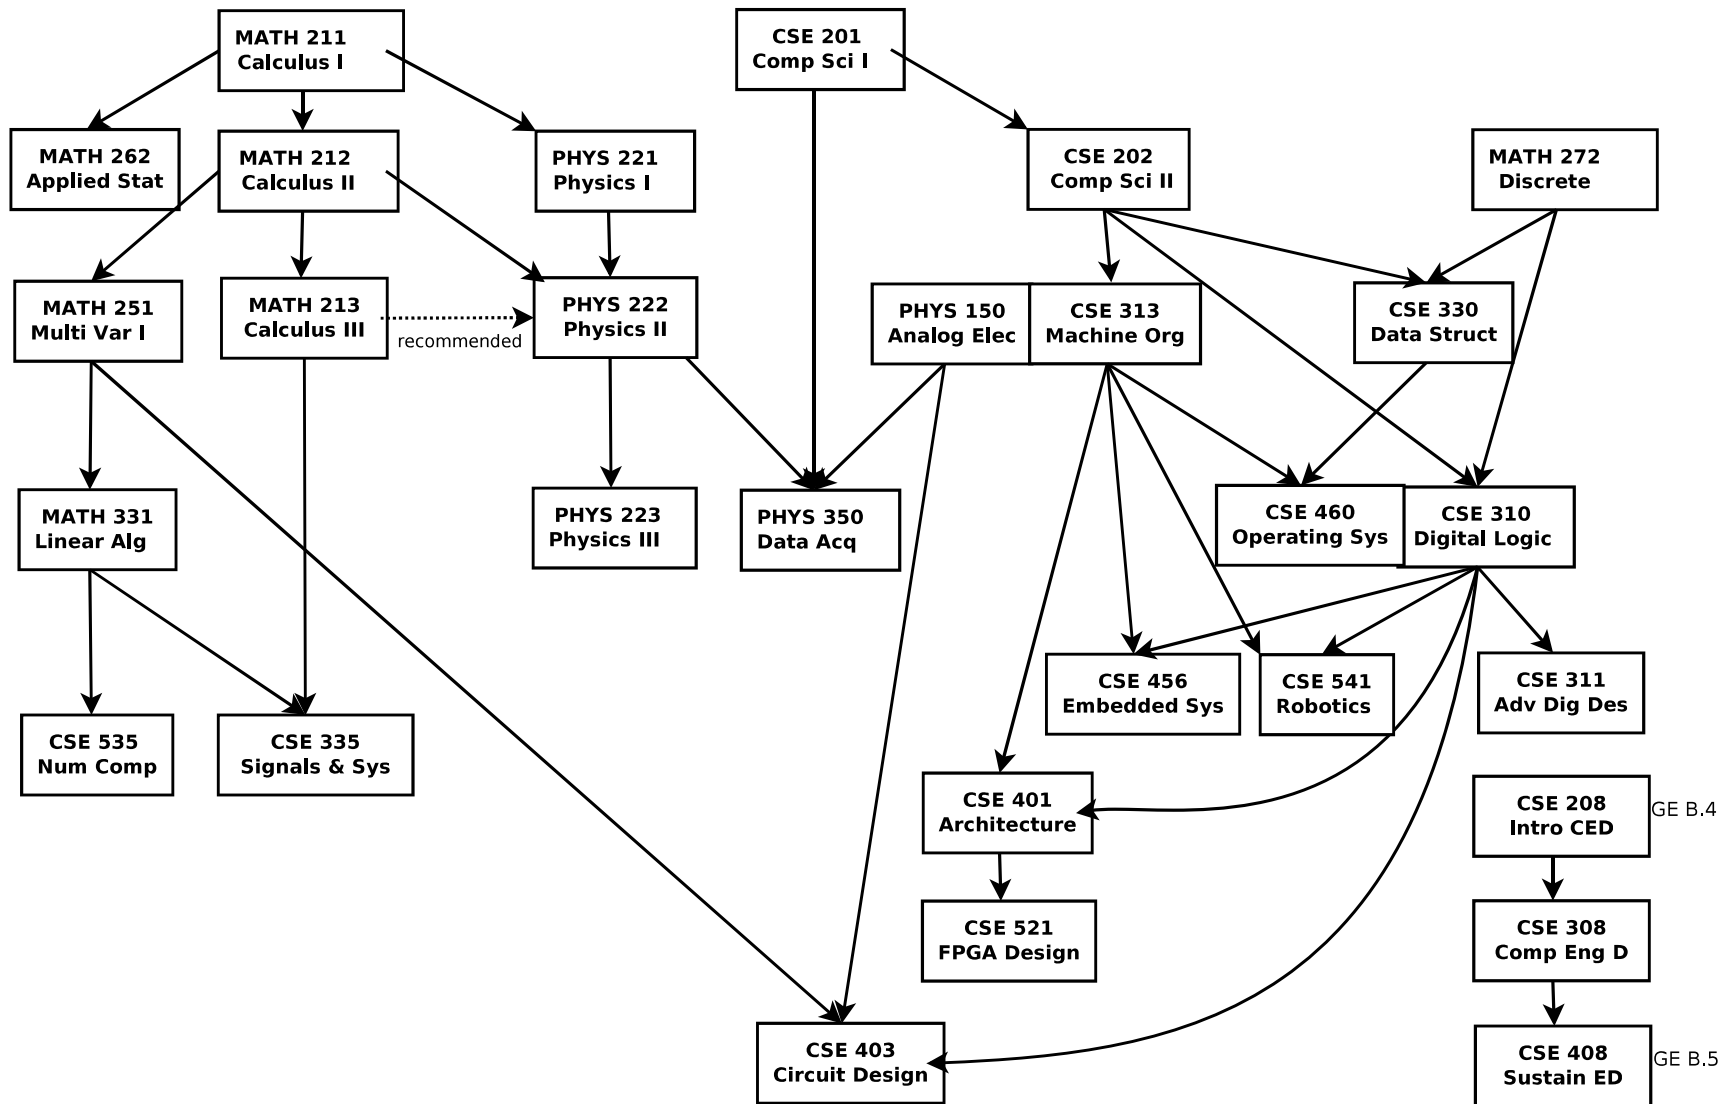 MATH 211
Calculus I
CSE 201
Comp Sci I
MATH 262
Applied Stat
MATH 212
Calculus II
PHYS 221
Physics I
CSE 202
Comp Sci II
MATH 272
Discrete
MATH 251
Multi Var I
MATH 213
Calculus III
recommended
PHYS 222
Physics II
PHYS 150
Analog Elec
CSE 313
Machine Org
CSE 330
Data Struct
MATH 331
Linear Alg
PHYS 223
Physics III
PHYS 350
Data Acq
CSE 460
Operating Sys
CSE 310
Digital Logic
CSE 456
Embedded Sys
CSE 541
Robotics
CSE 311
Adv Dig Des
CSE 535
Num Comp
CSE 335
Signals & Sys
CSE 401
Architecture
CSE 208
Intro CED
GE B.4
CSE 521
FPGA Design
CSE 308
Comp Eng D
CSE 403
Circuit Design
CSE 408
Sustain ED
GE B.5